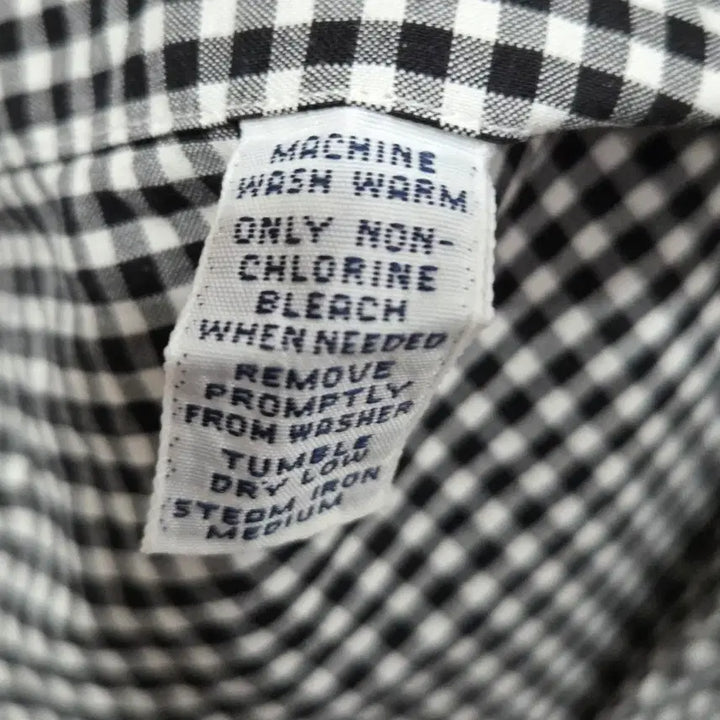 MACHINE
WASH WARM
ONLY NON-
CHLORINE
BLEACH
WHEN NEEDED
REMOVE
PROMPTLY
FROM WASHER
TUMBLE
DRY LOW
STEAM IRON
MEDIUM